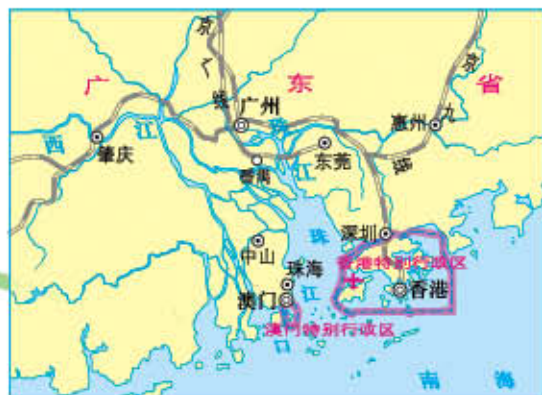 广东省
京广线
京九线
广州
惠州
西江
肇庆
番禺
东莞
珠江
深圳
中山
珠江口
香港特别行政区
珠海
香港
澳门
澳门特别行政区
南海